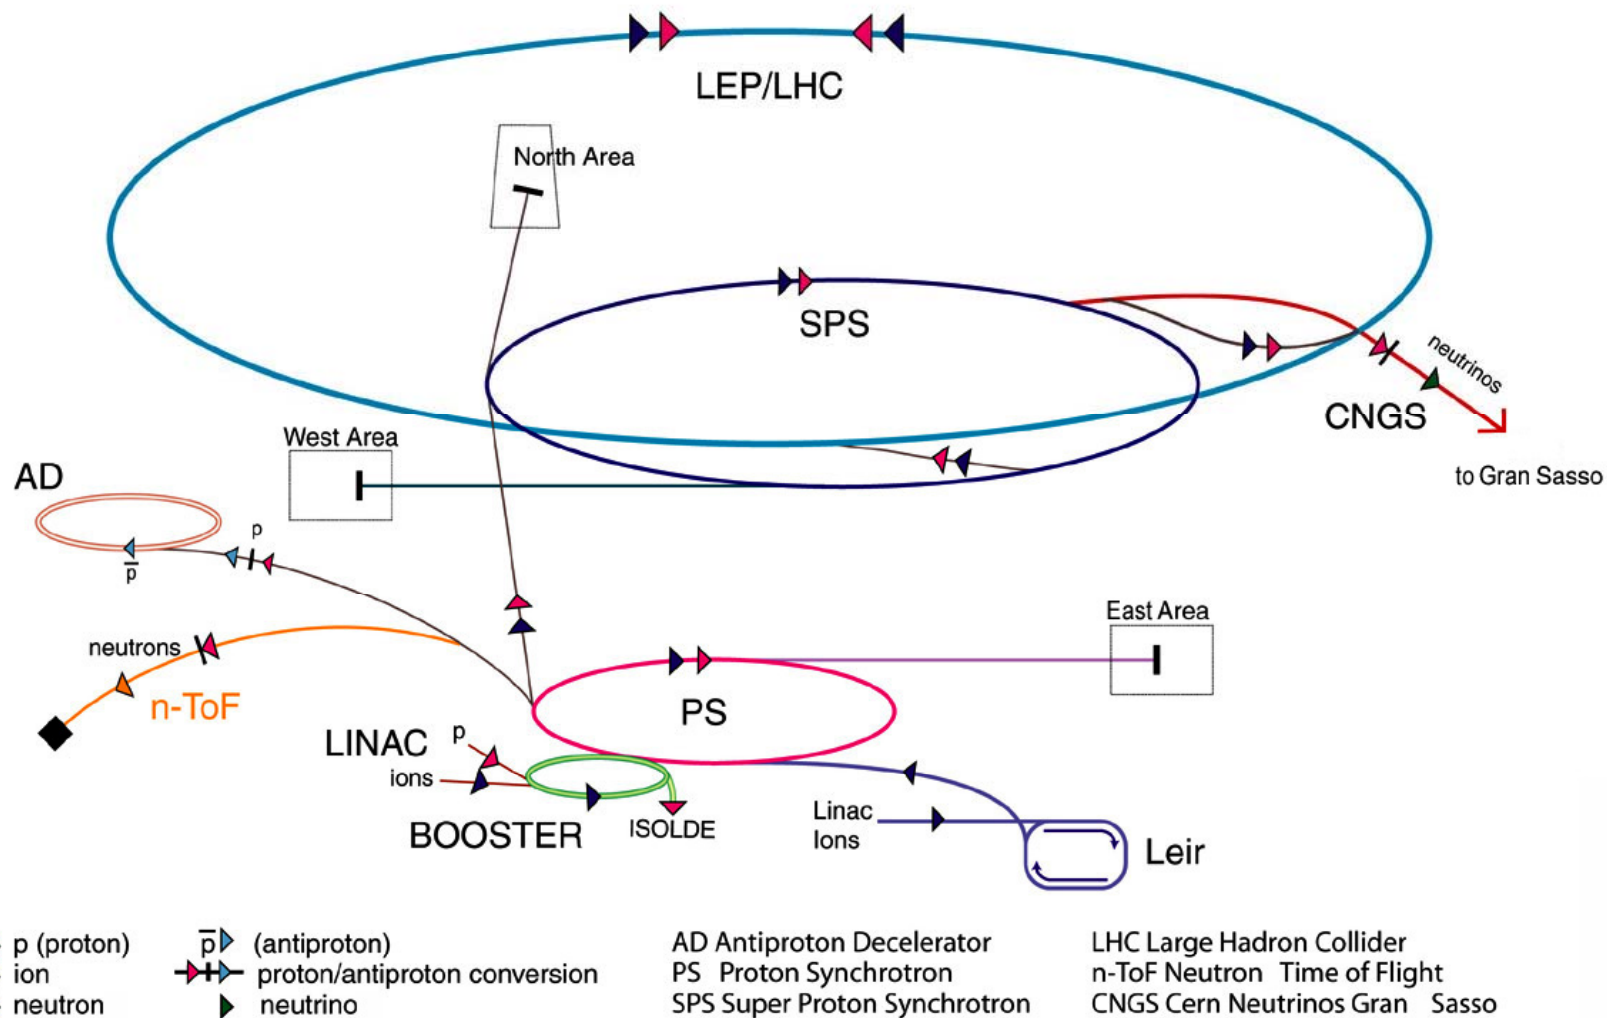 LEP/LHC
North Area
SPS
neutrinos
CNGS
to Gran Sasso
West Area
AD
p
p̅
East Area
neutrons
n-ToF
PS
LINAC
p
ions
BOOSTER
ISOLDE
Linac
Ions
Leir
p (proton)
ion
neutron
p̅ (antiproton)
proton/antiproton conversion
neutrino
AD Antiproton Decelerator
PS Proton Synchrotron
SPS Super Proton Synchrotron
LHC Large Hadron Collider
n-ToF Neutron Time of Flight
CNGS Cern Neutrinos Gran Sasso